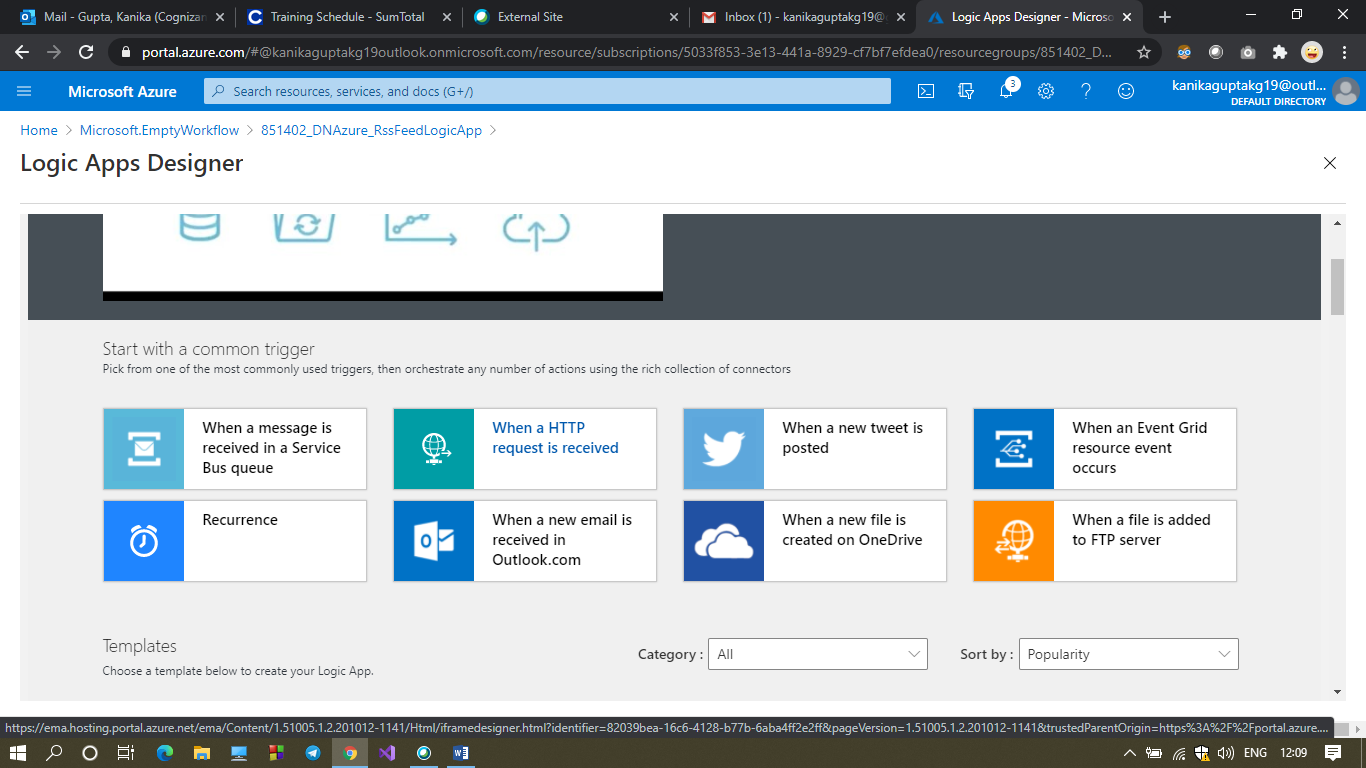 Mail - Gupta, Kanika (Cognizan
Training Schedule - SumTotal
External Site
Inbox (1) - kanikaguptakg19@
Logic Apps Designer - Microso
portal.azure.com/#@kanikaguptakg19outlook.onmicrosoft.com/resource/subscriptions/5033f853-3e13-441a-8929-cf7bf7efdea0/resourcegroups/851402_D...
Microsoft Azure
Search resources, services, and docs (G+/)
3
kanikaguptakg19@outl...
DEFAULT DIRECTORY
Home > Microsoft.EmptyWorkflow > 851402_DNAzure_RssFeedLogicApp >
Logic Apps Designer
Start with a common trigger
Pick from one of the most commonly used triggers, then orchestrate any number of actions using the rich collection of connectors
When a message is
received in a Service
Bus queue
When a HTTP
request is received
When a new tweet is
posted
When an Event Grid
resource event
occurs
Recurrence
When a new email is
received in
Outlook.com
When a new file is
created on OneDrive
When a file is added
to FTP server
Templates
Choose a template below to create your Logic App.
Category : All
Sort by : Popularity
https://ema.hosting.portal.azure.net/ema/Content/1.51005.1.2.201012-1141/Html/iframedesigner.html?identifier=82039bea-16c6-4128-b77b-6aba4ff2e2ff&pageVersion=1.51005.1.2.201012-1141&trustedParentOrigin=https%3A%2F%2Fportal.azure....
ENG 12:09